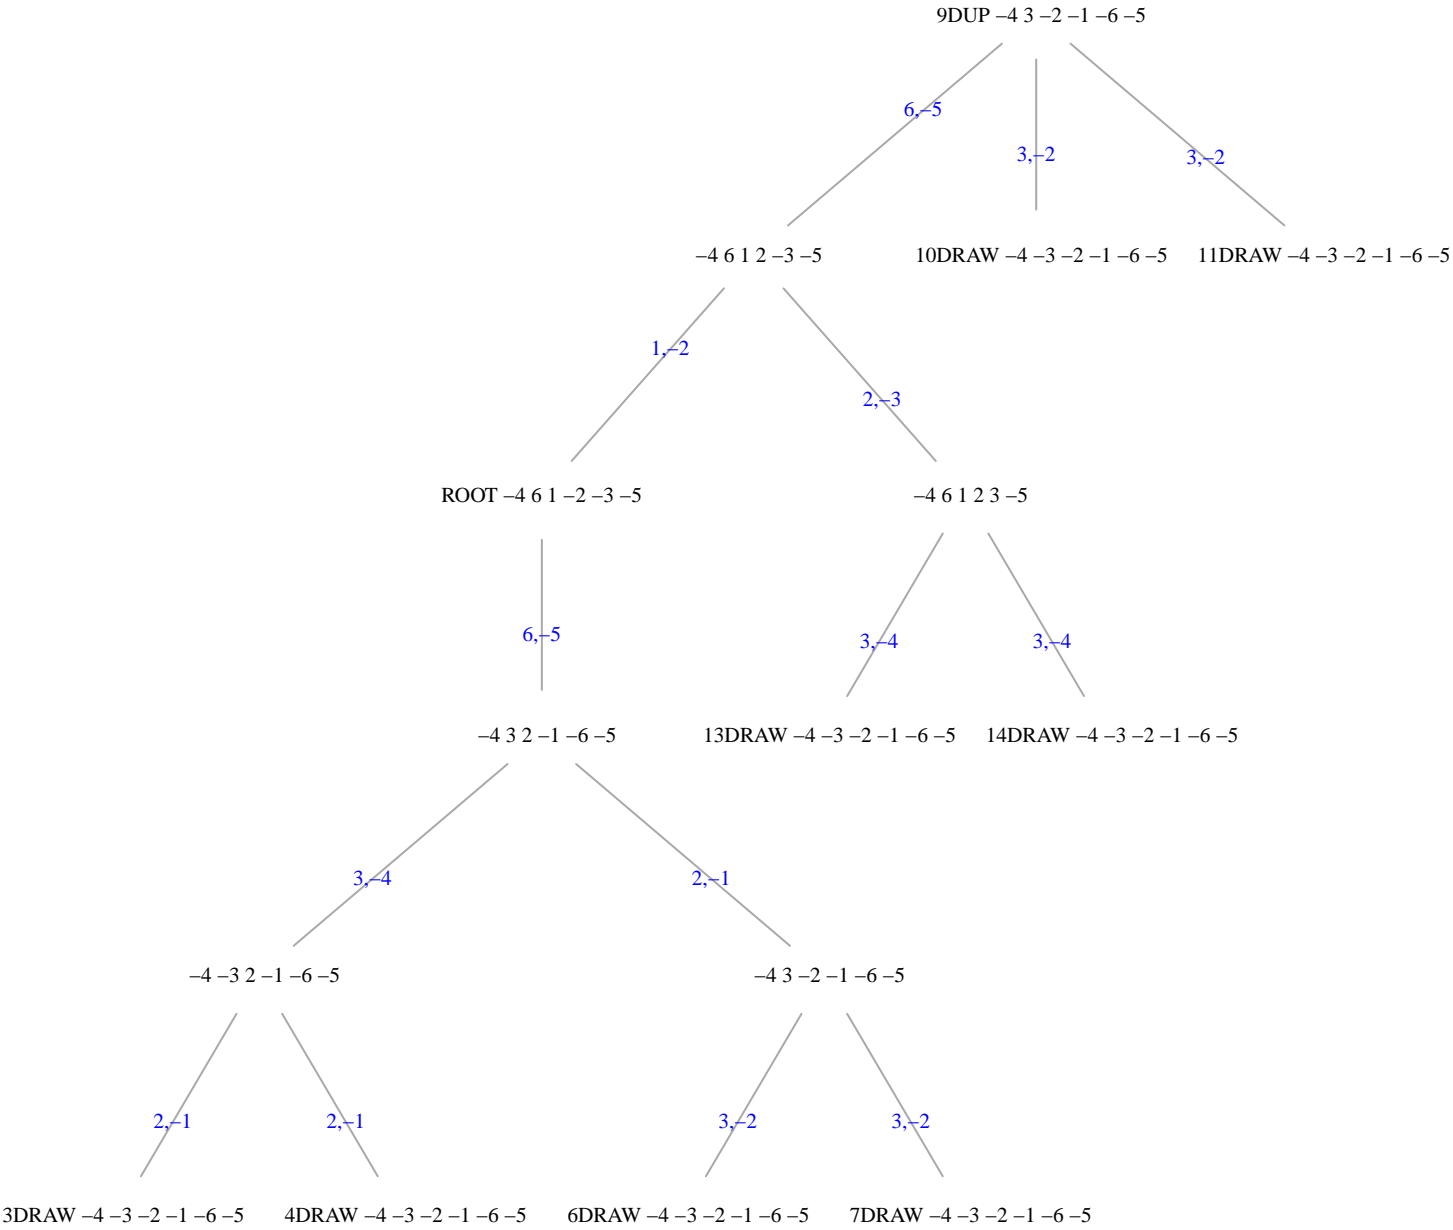 9DUP –4 3 –2 –1 –6 –5
6,–5
3,–2
3,–2
–4 6 1 2 –3 –5
10DRAW –4 –3 –2 –1 –6 –5
11DRAW –4 –3 –2 –1 –6 –5
1,–2
2,–3
ROOT –4 6 1 –2 –3 –5
–4 6 1 2 3 –5
6,–5
3,–4
3,–4
–4 3 2 –1 –6 –5
13DRAW –4 –3 –2 –1 –6 –5
14DRAW –4 –3 –2 –1 –6 –5
3,–4
2,–1
–4 –3 2 –1 –6 –5
–4 3 –2 –1 –6 –5
2,–1
2,–1
3,–2
3,–2
3DRAW –4 –3 –2 –1 –6 –5
4DRAW –4 –3 –2 –1 –6 –5
6DRAW –4 –3 –2 –1 –6 –5
7DRAW –4 –3 –2 –1 –6 –5